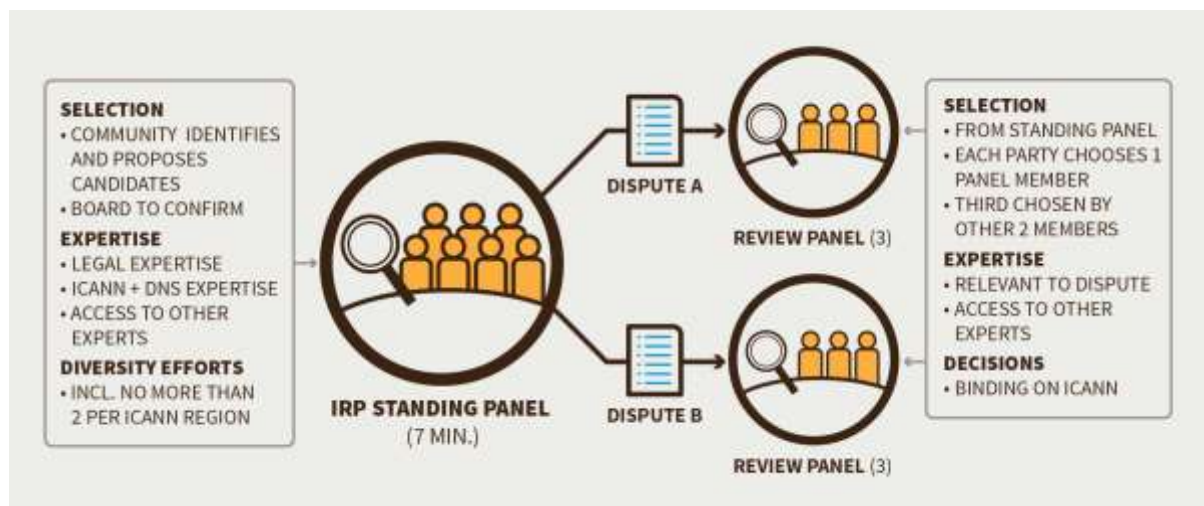 SELECTION
• COMMUNITY IDENTIFIES
AND PROPOSES
CANDIDATES
• BOARD TO CONFIRM
EXPERTISE
• LEGAL EXPERTISE
• ICANN + DNS EXPERTISE
• ACCESS TO OTHER
EXPERTS
DIVERSITY EFFORTS
• INCL. NO MORE THAN
2 PER ICANN REGION
IRP STANDING PANEL
(7 MIN.)
DISPUTE A
REVIEW PANEL (3)
DISPUTE B
REVIEW PANEL (3)
SELECTION
• FROM STANDING PANEL
• EACH PARTY CHOOSES 1
PANEL MEMBER
• THIRD CHOSEN BY
OTHER 2 MEMBERS
EXPERTISE
• RELEVANT TO DISPUTE
• ACCESS TO OTHER
EXPERTS
DECISIONS
• BINDING ON ICANN